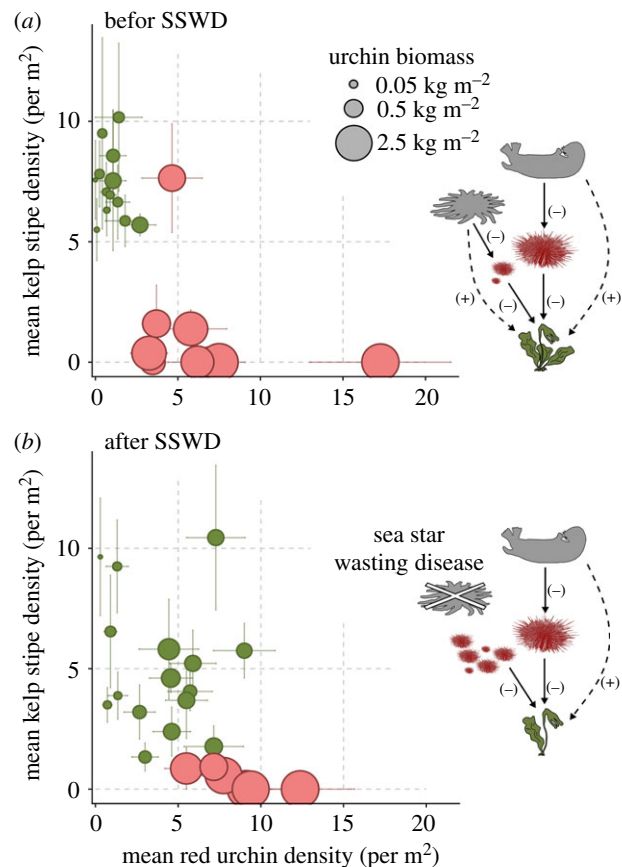 (a) befor SSWD
urchin biomass
0.05 kg m⁻²
0.5 kg m⁻²
2.5 kg m⁻²
mean kelp stipe density (per m²)
10
5
0
0 5 10 15 20
(–)
(–)
(+)
(–)
(–)
(+)
(b) after SSWD
sea star
wasting disease
mean kelp stipe density (per m²)
10
5
0
0 5 10 15 20
mean red urchin density (per m²)
(–)
(–)
(–)
(+)